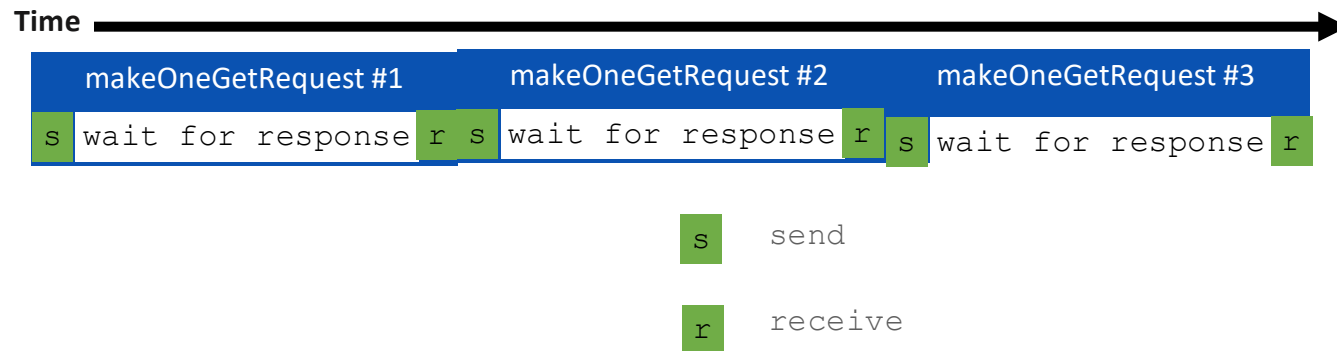 Time
makeOneGetRequest #1 makeOneGetRequest #2 makeOneGetRequest #3
s wait for response r s wait for response r s wait for response r
s send
r receive